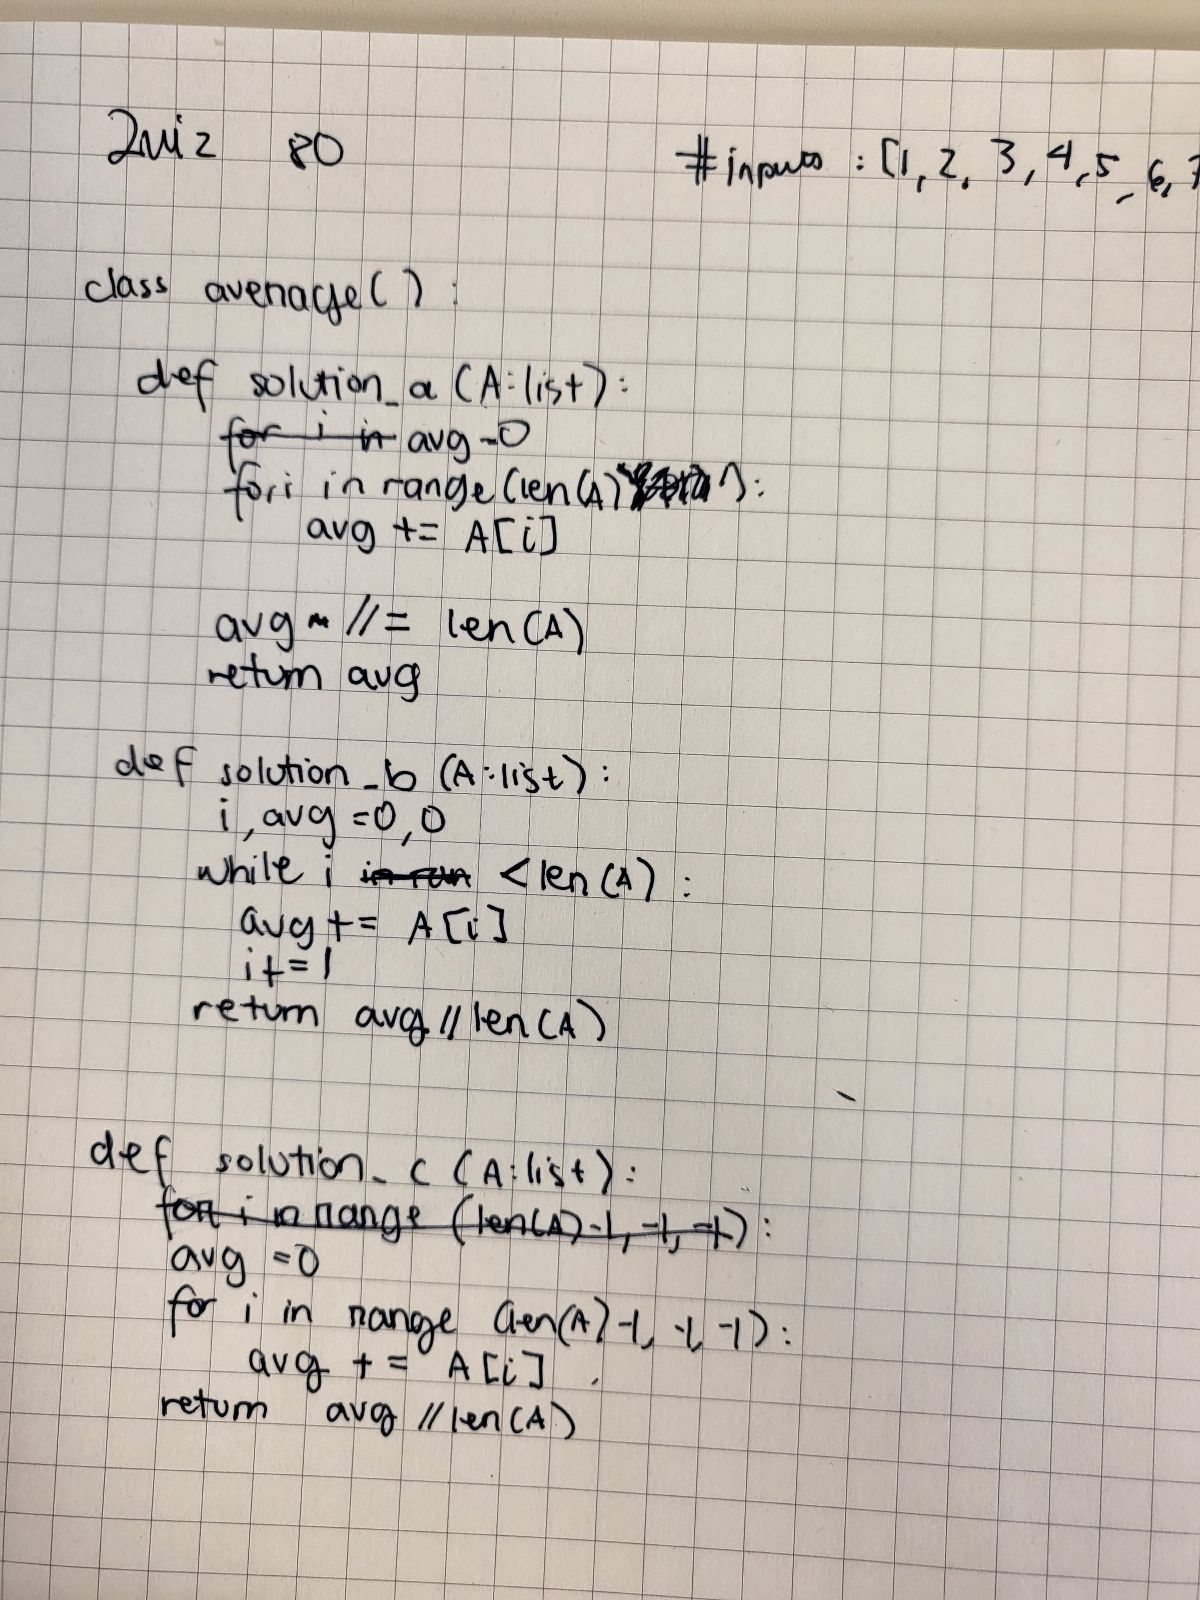 Quiz 80
#inputs : [1, 2, 3, 4, 5, 6, 7
class average() :
def solution_a (A:list):
for i in avg=0
for i in range(len(A)):
avg += A[i]
avg //= len(A)
return avg
def solution_b (A:list):
i, avg =0,0
while i in ran < len(A) :
avg += A[i]
i+=1
return avg//len(A)
def solution_c (A:list):
for i in range (len(A)-1, -1, -1):
avg =0
for i in range (len(A)-1, -1, -1):
avg += A[i]
return avg //len(A)